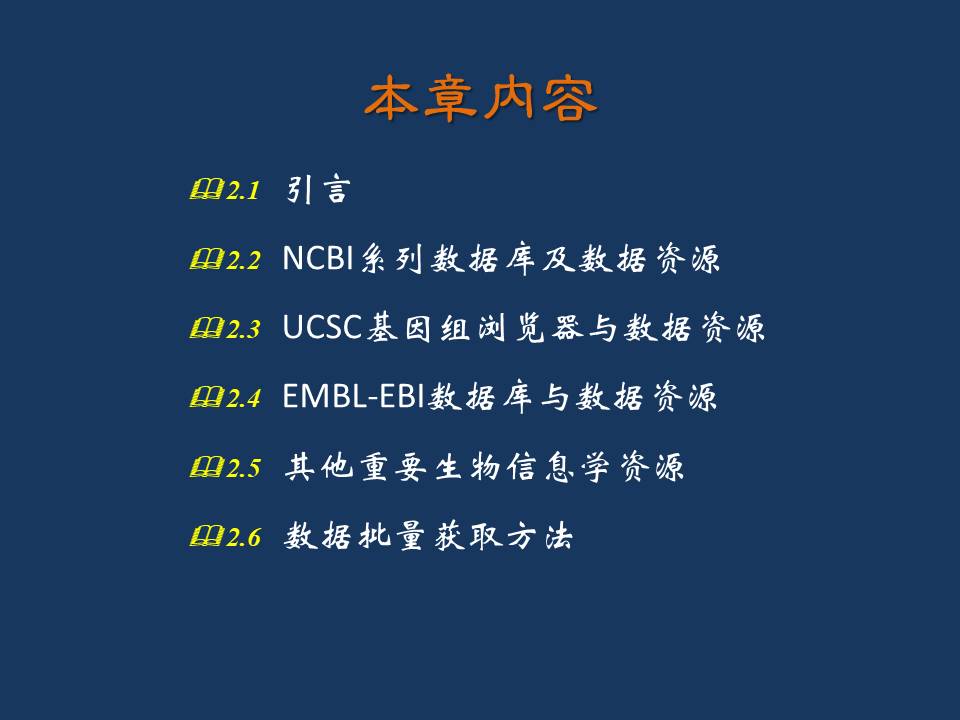 本章内容
2.1 引言
2.2 NCBI系列数据库及数据资源
2.3 UCSC基因组浏览器与数据资源
2.4 EMBL-EBI数据库与数据资源
2.5 其他重要生物信息学资源
2.6 数据批量获取方法